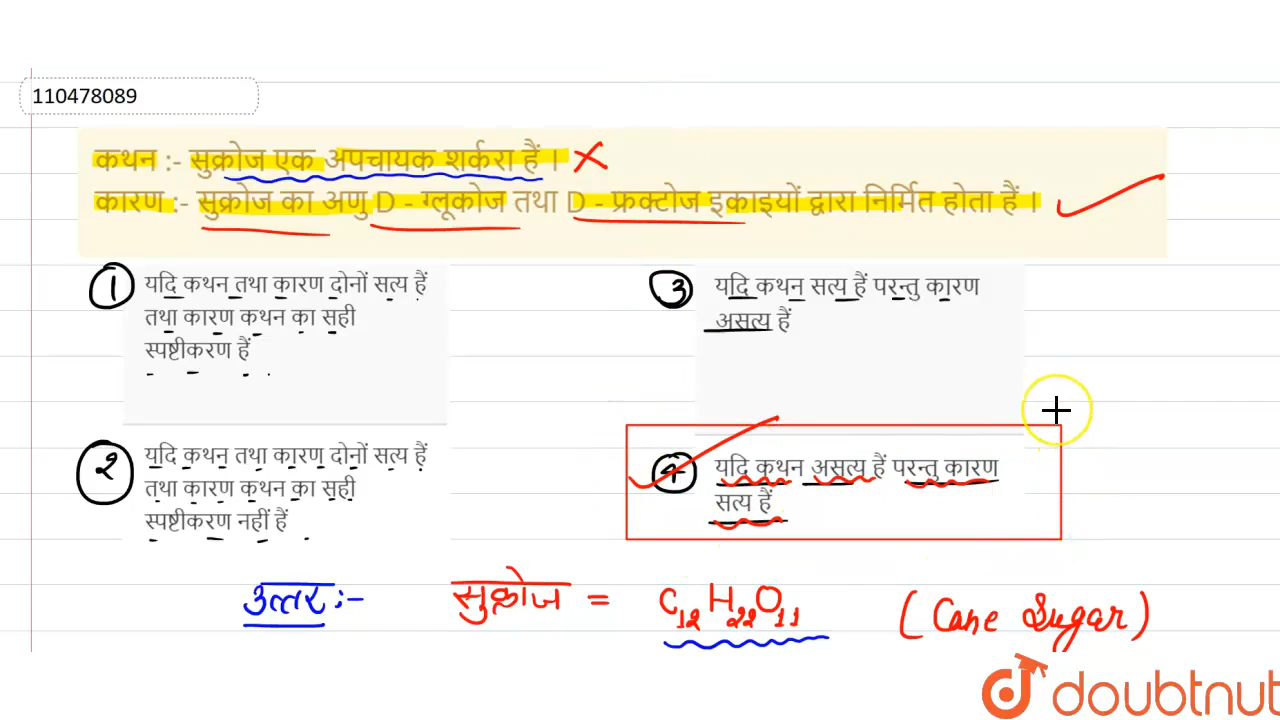 110478089
कथन :- सुक्रोज एक अपचायक शर्करा हैं ।
कारण :- सुक्रोज का अणु D - ग्लूकोज तथा D - फ्रक्टोज इकाइयों द्वारा निर्मित होता हैं ।
1 यदि कथन तथा कारण दोनों सत्य हैं
तथा कारण कथन का सही
स्पष्टीकरण हैं
3 यदि कथन सत्य हैं परन्तु कारण
असत्य हैं
2 यदि कथन तथा कारण दोनों सत्य हैं
तथा कारण कथन का सही
स्पष्टीकरण नहीं हैं
4 यदि कथन असत्य हैं परन्तु कारण
सत्य हैं
उत्तर :- सुक्रोज = C12H22O11 (Cane Sugar)
doubtnut